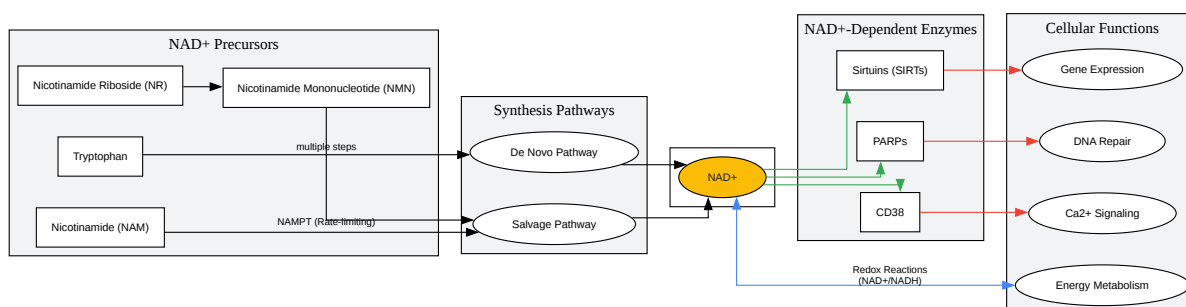 NAD+ Precursors
Nicotinamide Riboside (NR)
Nicotinamide Mononucleotide (NMN)
Tryptophan
multiple steps
Nicotinamide (NAM)
NAMPT (Rate-limiting)
Synthesis Pathways
De Novo Pathway
Salvage Pathway
NAD+
NAD+-Dependent Enzymes
Sirtuins (SIRTs)
PARPs
CD38
Redox Reactions
(NAD+/NADH)
Cellular Functions
Gene Expression
DNA Repair
Ca2+ Signaling
Energy Metabolism